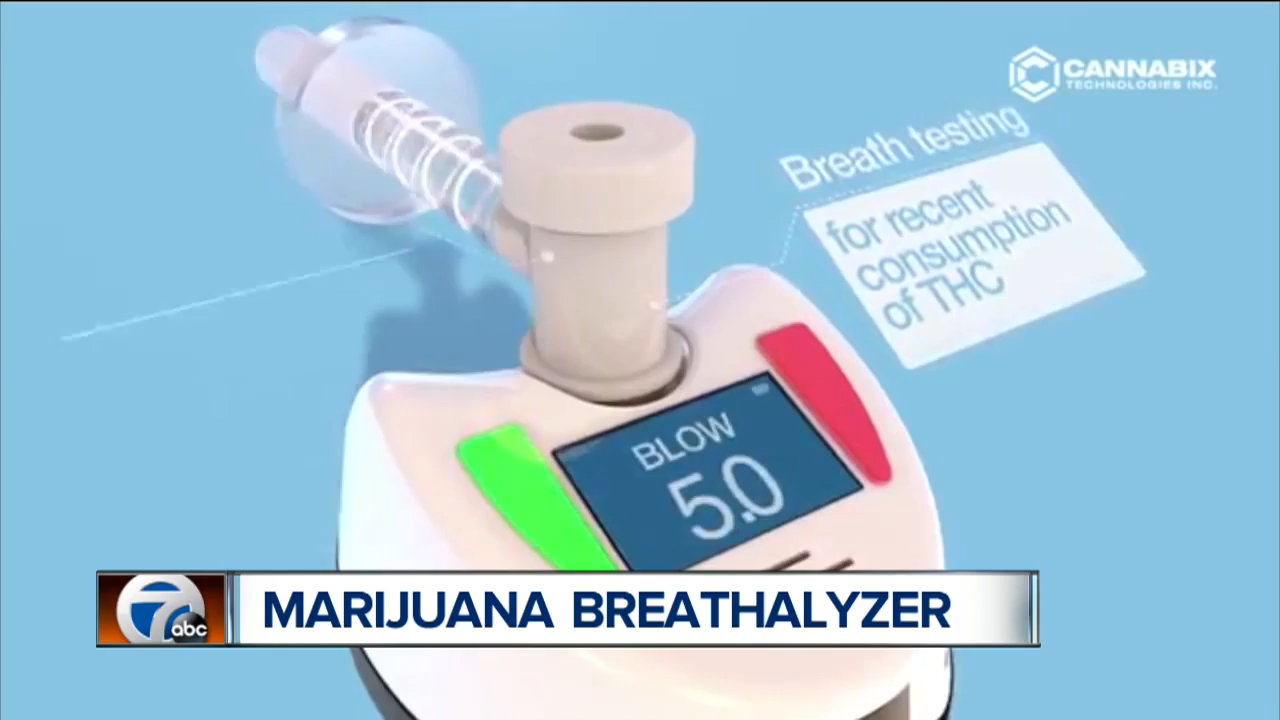 CANNABIX
TECHNOLOGIES INC.
Breath testing
for recent
consumption
of THC
BLOW
5.0
7 abc
MARIJUANA BREATHALYZER